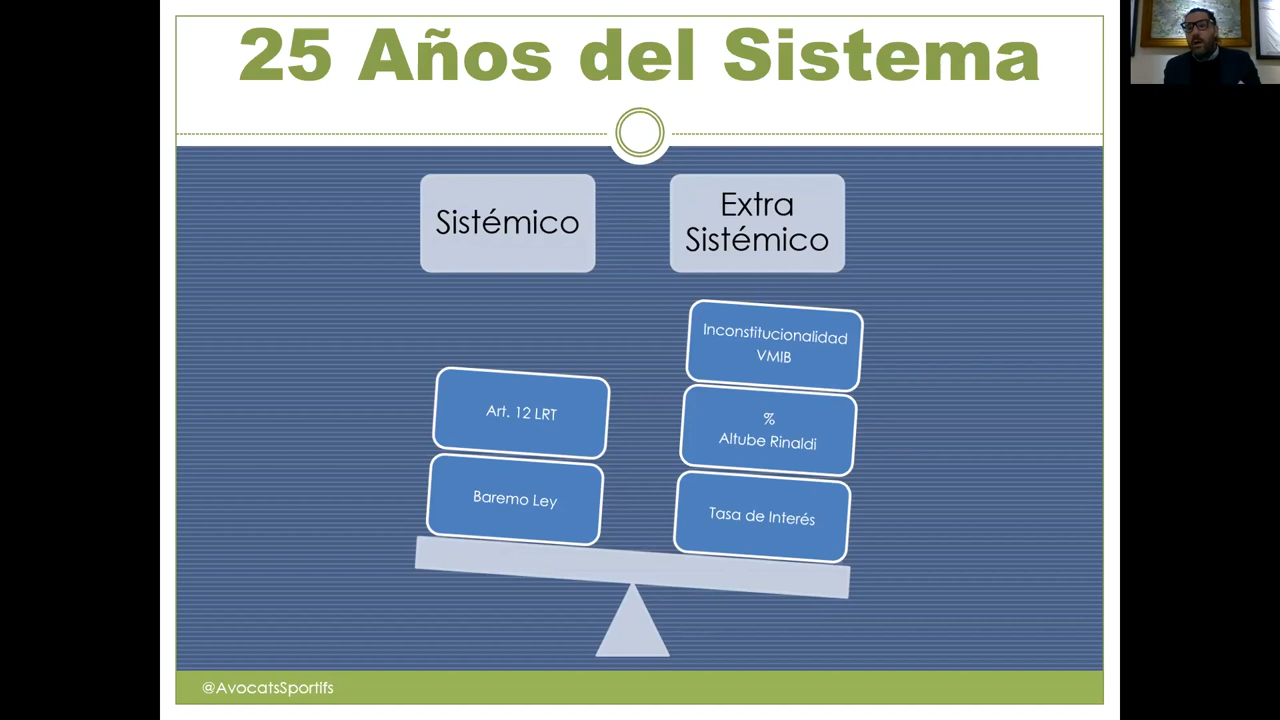 25 Años del Sistema
Sistémico
Extra
Sistémico
Inconstitucionalidad
VMIB
Art. 12 LRT
%
Altube Rinaldi
Baremo Ley
Tasa de Interés
@AvocatsSportifs